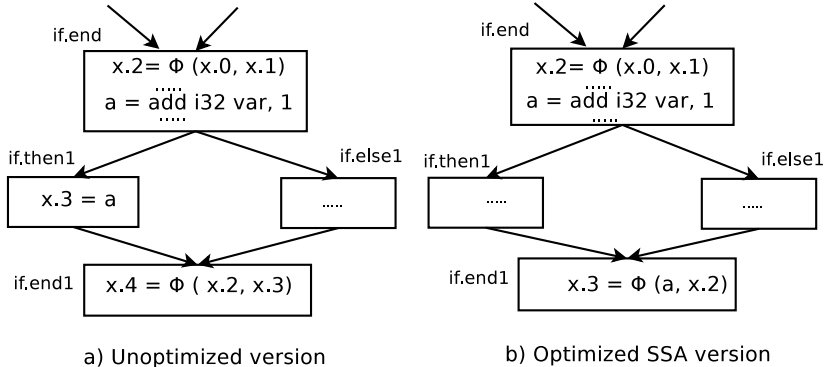 if.end
x.2= Φ (x.0, x.1)
.....
a = add i32 var, 1
.....
if.then1
x.3 = a
if.else1
.....
if.end1
x.4 = Φ ( x.2, x.3)
a) Unoptimized version
if.end
x.2= Φ (x.0, x.1)
.....
a = add i32 var, 1
.....
if.then1
.....
if.else1
.....
if.end1
x.3 = Φ (a, x.2)
b) Optimized SSA version